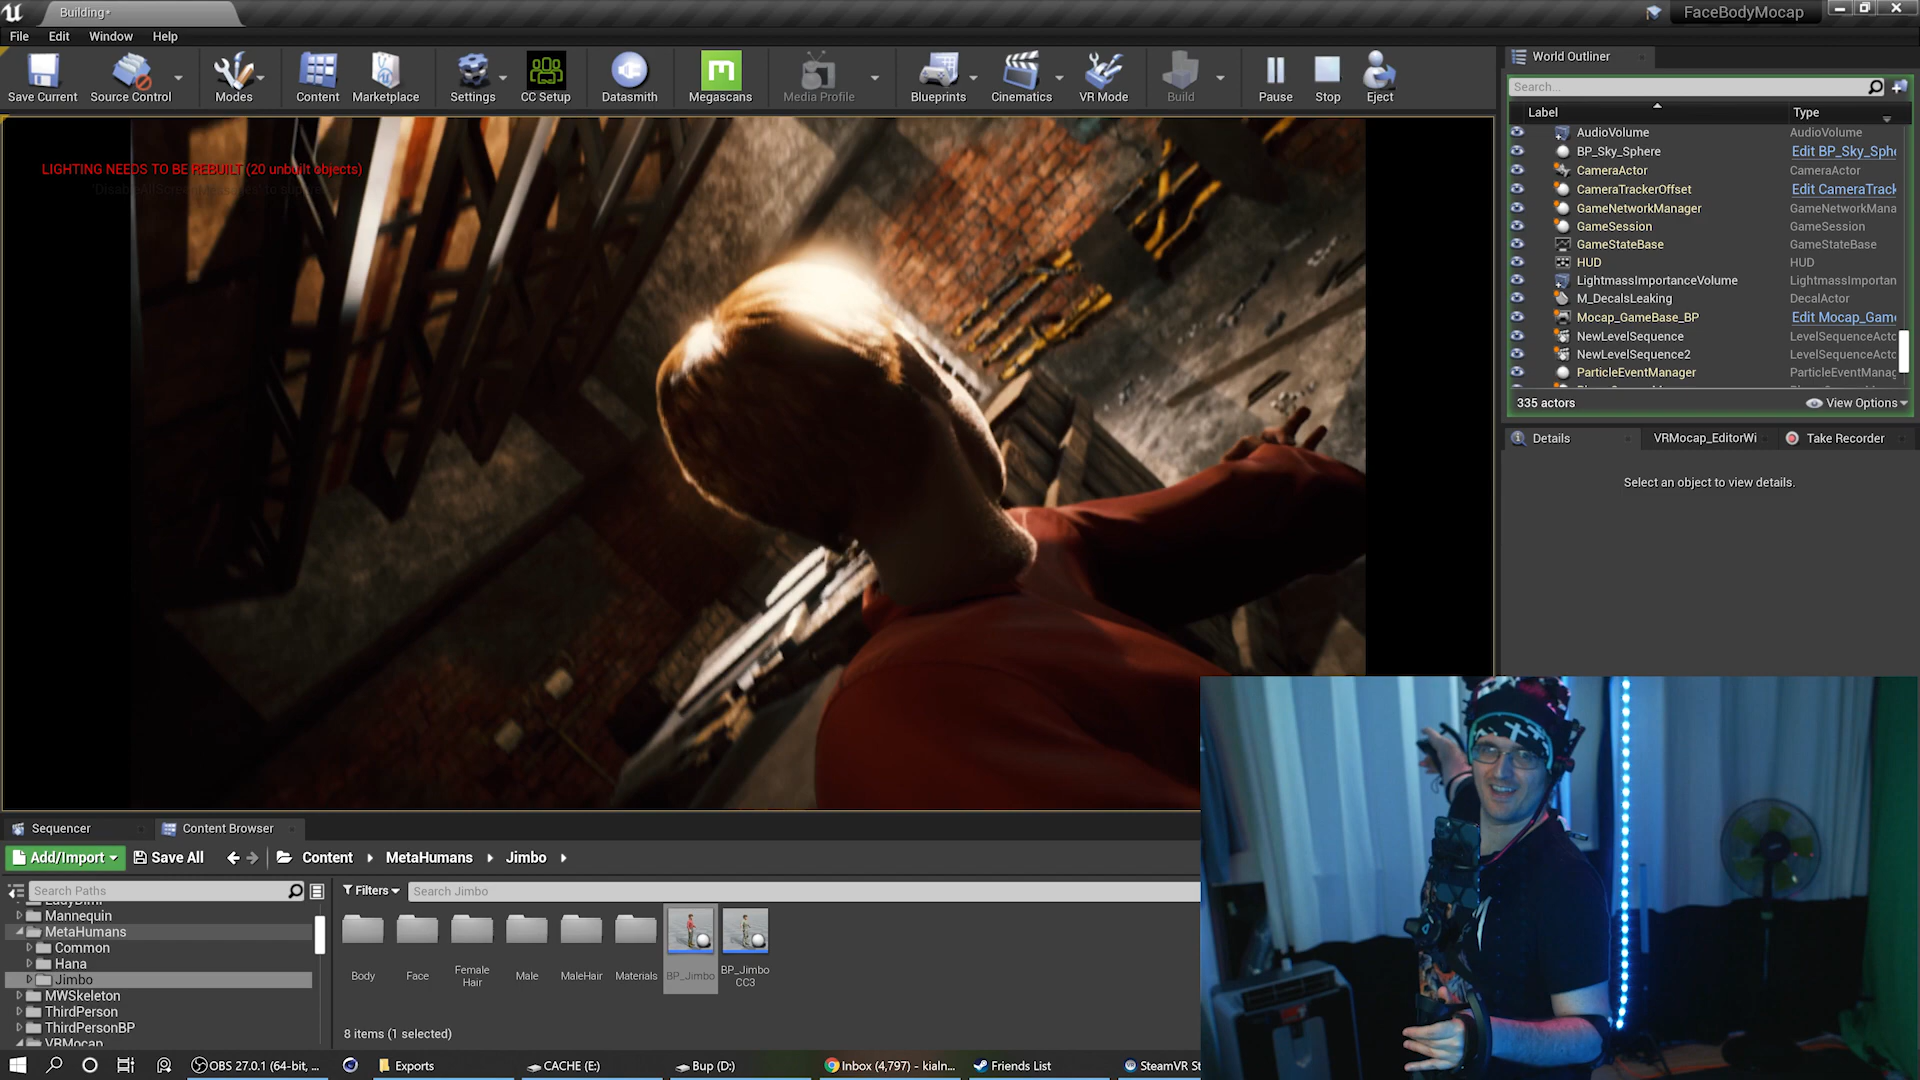 Building*
FaceBodyMocap
File Edit Window Help
Save Current
Source Control
Modes
Content
Marketplace
Settings
CC Setup
Datasmith
Megascans
Media Profile
Blueprints
Cinematics
VR Mode
Build
Pause
Stop
Eject
LIGHTING NEEDS TO BE REBUILT (20 unbuilt objects)
World Outliner
Search...
Label Type
AudioVolume AudioVolume
BP_Sky_Sphere Edit BP_Sky_Sph
CameraActor CameraActor
CameraTrackerOffset Edit CameraTrack
GameNetworkManager GameNetworkMana
GameSession GameSession
GameStateBase GameStateBase
HUD HUD
LightmassImportanceVolume LightmassImportan
M_DecalsLeaking DecalActor
Mocap_GameBase_BP Edit Mocap_Gam
NewLevelSequence LevelSequenceActo
NewLevelSequence2 LevelSequenceActo
ParticleEventManager ParticleEventManag
335 actors View Options
Details VRMocap_EditorWi Take Recorder
Select an object to view details.
Sequencer Content Browser
Add/Import Save All Content MetaHumans Jimbo
Search Paths
Filters Search Jimbo
Mannequin
MetaHumans
Common
Hana
Jimbo
MWSkeleton
ThirdPerson
ThirdPersonBP
VRMocap
Body
Face
Female
Hair
Male
MaleHair
Materials
BP_Jimbo
BP_Jimbo
CC3
8 items (1 selected)
OBS 27.0.1 (64-bit, ...
Exports
CACHE (E:)
Bup (D:)
Inbox (4,797) - kialn...
Friends List
SteamVR St